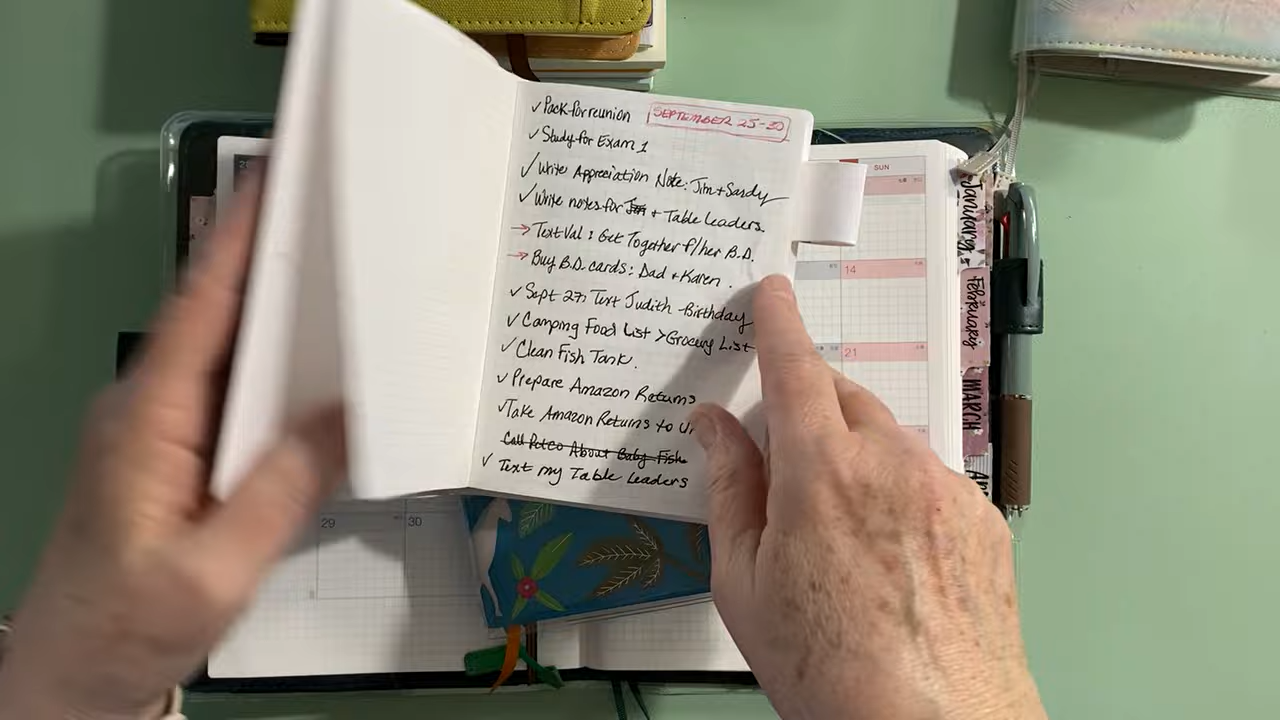 ✓Pack for reunion
SEPTEMBER 25-30
✓ Study for Exam 1
✓ Write Appreciation Note: Jim + Sandy
✓ Write notes for Jim + Table Leaders.
→ Text Val: Get Together f/her B.D.
→ Buy B.D. cards: Dad + Karen.
✓ Sept 27: Text Judith Birthday
✓ Camping Food List > Grocery List
✓ Clean Fish Tank.
✓ Prepare Amazon Returns
✓Take Amazon Returns to
Call Petco About Baby Fish
✓ Text my Table Leaders
SUN
14
21
29
30
January
February
MARCH